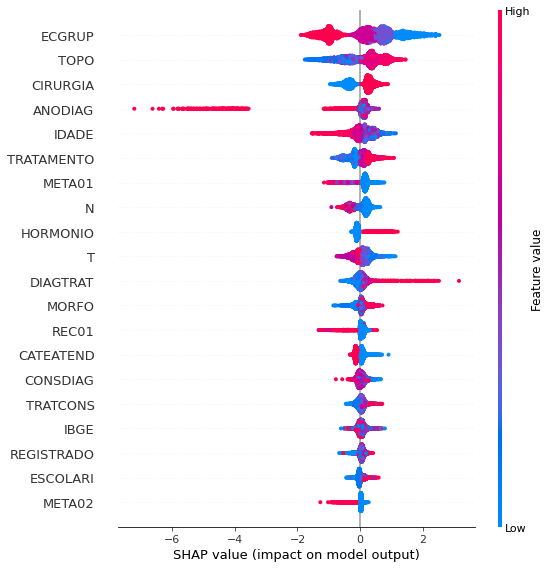 High
ECGRUP
TOPO
CIRURGIA
ANODIAG
IDADE
TRATAMENTO
META01
N
HORMONIO
T
DIAGTRAT
MORFO
REC01
CATEATEND
CONSDIAG
TRATCONS
IBGE
REGISTRADO
ESCOLARI
META02
Feature value
Low
−6 −4 −2 0 2
SHAP value (impact on model output)